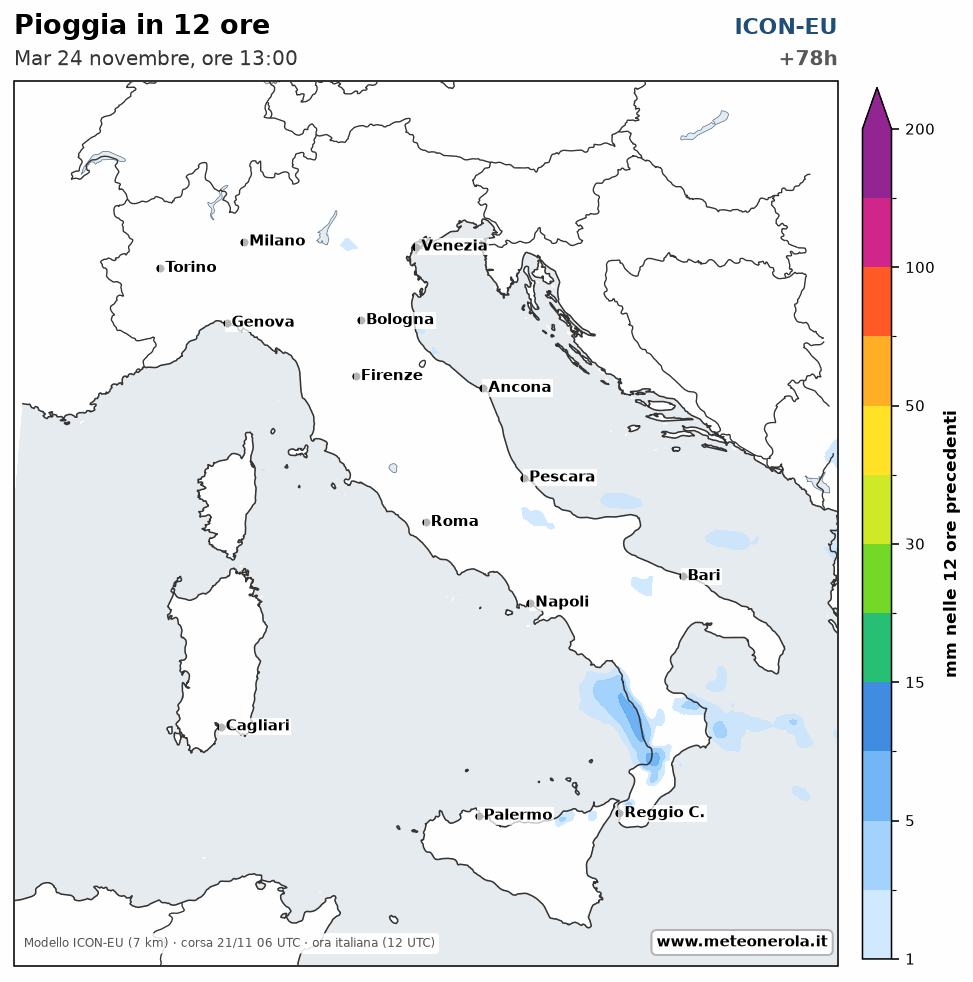 Pioggia in 12 ore
ICON-EU
Mar 24 novembre, ore 13:00
+78h
200
100
50
30
15
5
1
mm nelle 12 ore precedenti
Milano
Venezia
Torino
Genova
Bologna
Firenze
Ancona
Pescara
Roma
Bari
Napoli
Cagliari
Palermo
Reggio C.
Modello ICON-EU (7 km) · corsa 21/11 06 UTC · ora italiana (12 UTC)
www.meteonerola.it